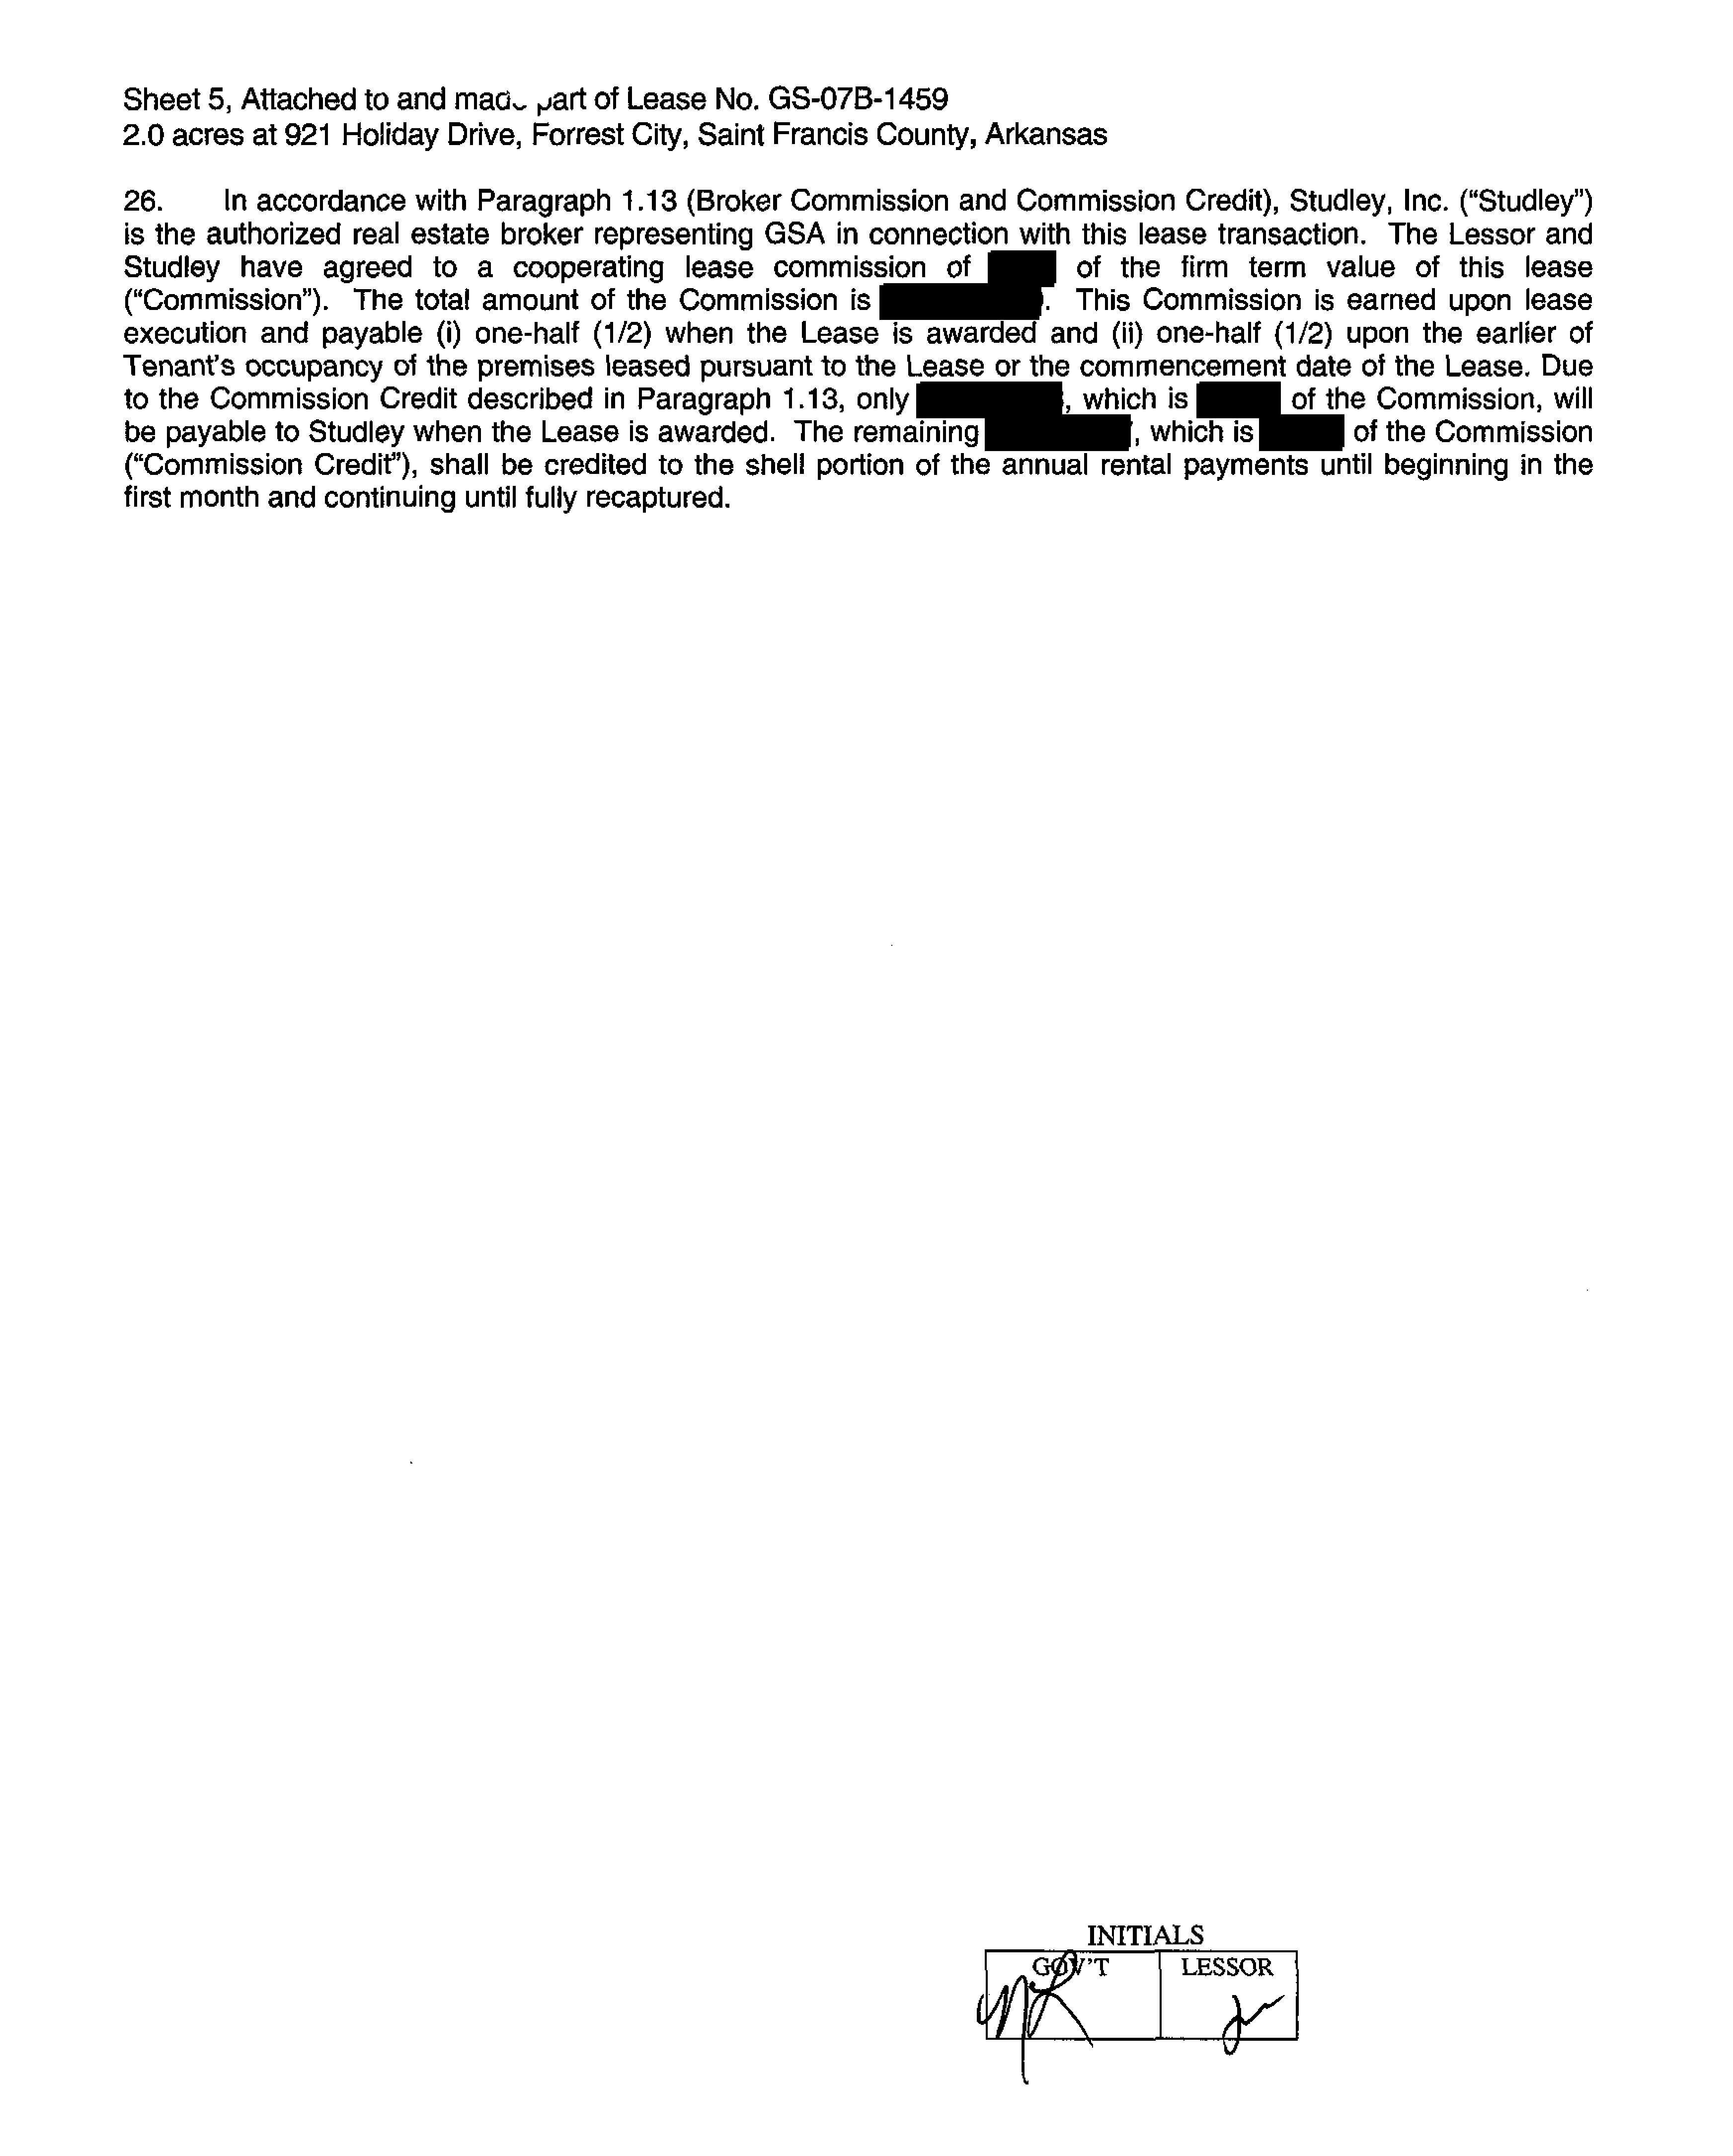 Sheet 5, Attached to and part of Lease No. GS-07B-1459
2.0 acres at 921 Holiday Drive, Forrest City, Saint Francis County, Arkansas
26. In accordance with Paragraph 1.13 (Broker Commission and Commission Credit), Studley, Inc. (“Studley”)
is the authorized real estate broker representing GSA in connection with this lease transaction. The Lessor and
Studley have agreed to a cooperating lease commission of of the firm term value of this lease
(“Commission”). The total amount of the Commission is . This Commission is earned upon lease
execution and payable (i) one-half (1/2) when the Lease is awarded and (ii) one-half (1/2) upon the earlier of
Tenant's occupancy of the premises leased pursuant to the Lease or the commencement date of the Lease. Due
to the Commission Credit described in Paragraph 1.13, only , which is of the Commission, will
be payable to Studley when the Lease is awarded. The remaining , which is of the Commission
(“Commission Credit”), shall be credited to the shell portion of the annual rental payments until beginning in the
first month and continuing until fully recaptured.
INITIALS
GOV'T LESSOR